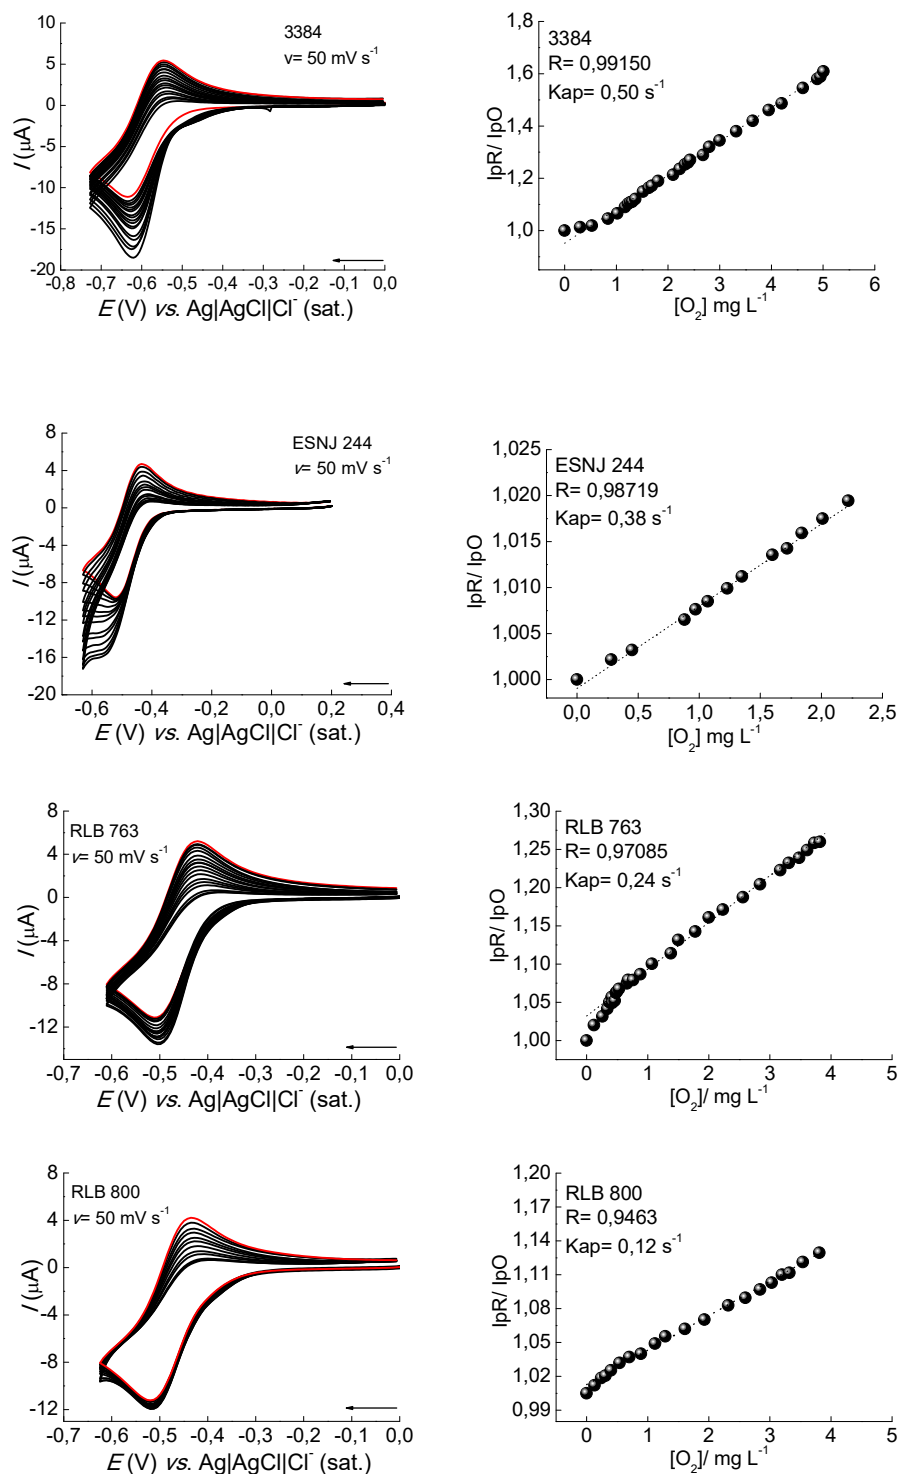 3384
ν= 50 mV s⁻¹
10
5
0
-5
-10
-15
-20
I (μA)
-0,8 -0,7 -0,6 -0,5 -0,4 -0,3 -0,2 -0,1 0,0
E (V) vs. Ag|AgCl|Cl⁻ (sat.)
3384
R= 0,99150
Kap= 0,50 s⁻¹
1,8
1,6
1,4
1,2
1,0
IpR/ IpO
0 1 2 3 4 5 6
[O₂] mg L⁻¹
ESNJ 244
ν= 50 mV s⁻¹
8
4
0
-4
-8
-12
-16
-20
I (μA)
-0,6 -0,4 -0,2 0,0 0,2 0,4
E (V) vs. Ag|AgCl|Cl⁻ (sat.)
ESNJ 244
R= 0,98719
Kap= 0,38 s⁻¹
1,025
1,020
1,015
1,010
1,005
1,000
IpR/ IpO
0,0 0,5 1,0 1,5 2,0 2,5
[O₂] mg L⁻¹
RLB 763
ν= 50 mV s⁻¹
8
4
0
-4
-8
-12
I (μA)
-0,7 -0,6 -0,5 -0,4 -0,3 -0,2 -0,1 0,0
E (V) vs. Ag|AgCl|Cl⁻ (sat.)
RLB 763
R= 0,97085
Kap= 0,24 s⁻¹
1,30
1,25
1,20
1,15
1,10
1,05
1,00
IpR/ IpO
0 1 2 3 4 5
[O₂]/ mg L⁻¹
RLB 800
ν= 50 mV s⁻¹
8
4
0
-4
-8
-12
I (μA)
-0,7 -0,6 -0,5 -0,4 -0,3 -0,2 -0,1 0,0
E (V) vs. Ag|AgCl|Cl⁻ (sat.)
RLB 800
R= 0,9463
Kap= 0,12 s⁻¹
1,20
1,17
1,14
1,11
1,08
1,05
1,02
0,99
IpR/ IpO
0 1 2 3 4 5
[O₂]/ mg L⁻¹